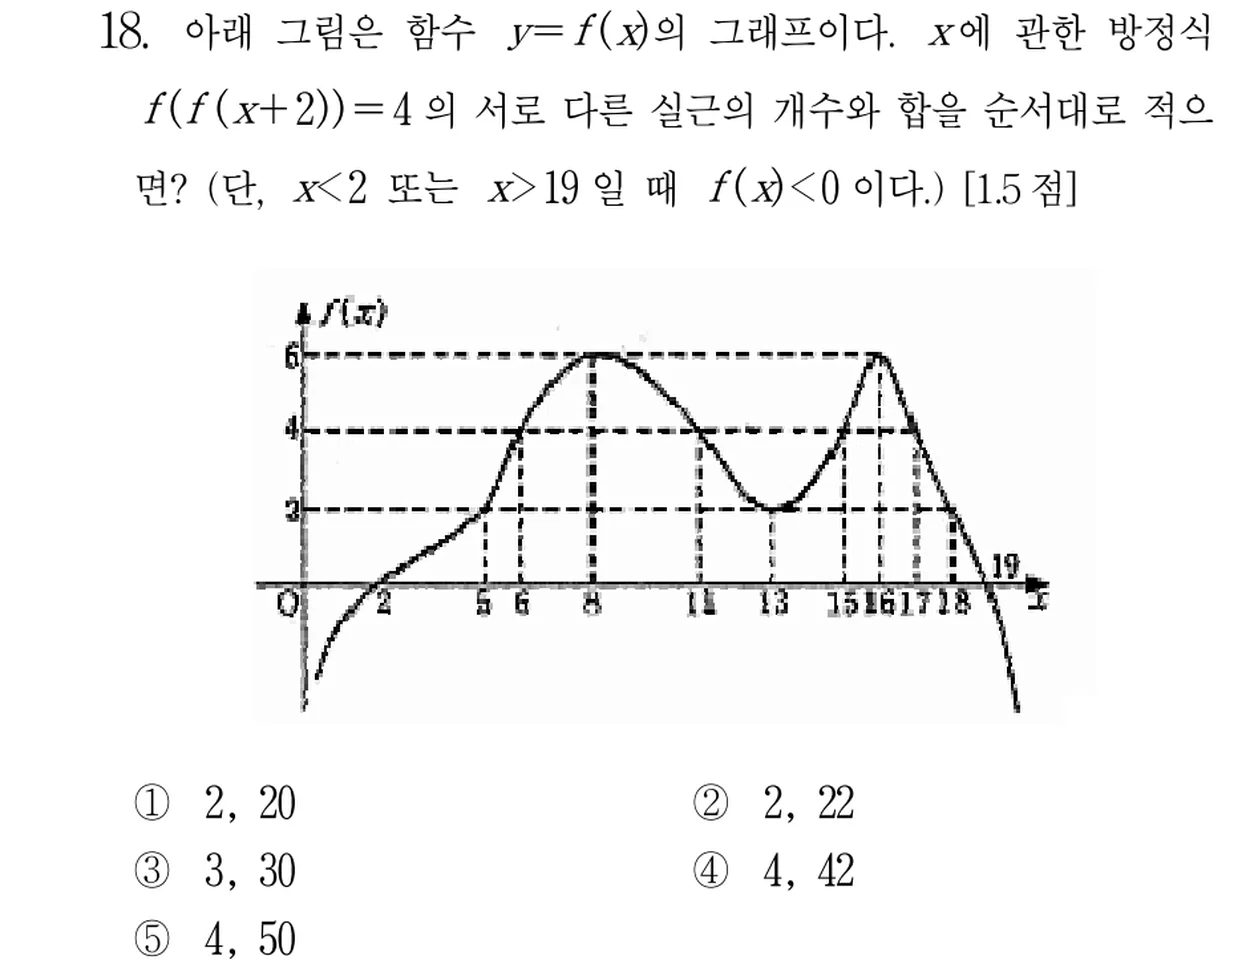 18. 아래 그림은 함수 y=f(x)의 그래프이다. x에 관한 방정식
f(f(x+2))=4의 서로 다른 실근의 개수와 합을 순서대로 적으
면? (단, x<2 또는 x>19일 때 f(x)<0이다.) [1.5점]
f(x)
6
4
3
19
O 2 5 6 8 11 13 15 16 17 18 x
① 2, 20 ② 2, 22
③ 3, 30 ④ 4, 42
⑤ 4, 50